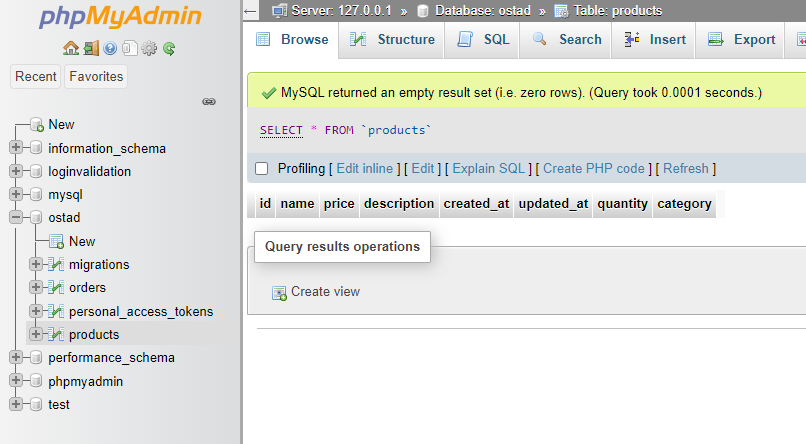 phpMyAdmin
Recent Favorites
New
information_schema
loginvalidation
mysql
ostad
New
migrations
orders
personal_access_tokens
products
performance_schema
phpmyadmin
test
Server: 127.0.0.1 » Database: ostad » Table: products
Browse Structure SQL Search Insert Export
MySQL returned an empty result set (i.e. zero rows). (Query took 0.0001 seconds.)
SELECT * FROM `products`
Profiling [ Edit inline ] [ Edit ] [ Explain SQL ] [ Create PHP code ] [ Refresh ]
id name price description created_at updated_at quantity category
Query results operations
Create view